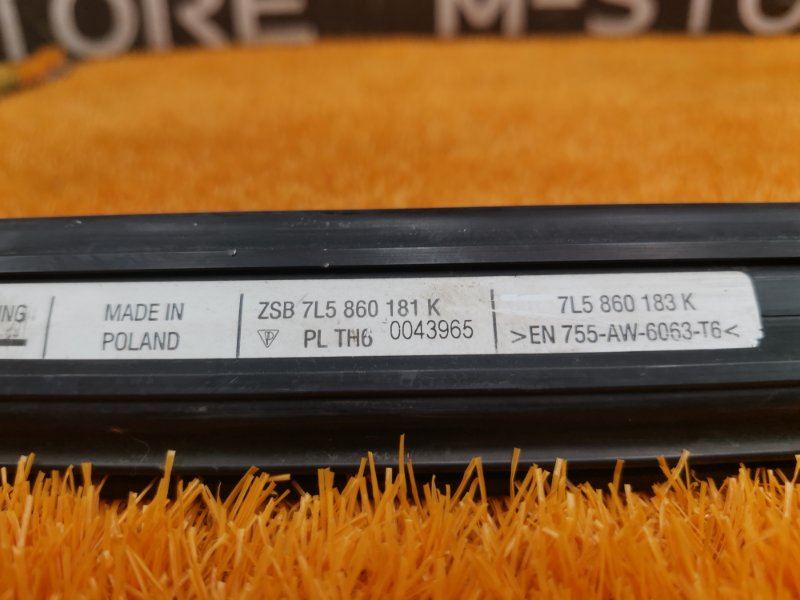 TORE M-STO
ING
MADE IN
POLAND
ZSB 7L5 860 181 K
PL TH6 0043965
7L5 860 183 K
>EN 755-AW-6063-T6<